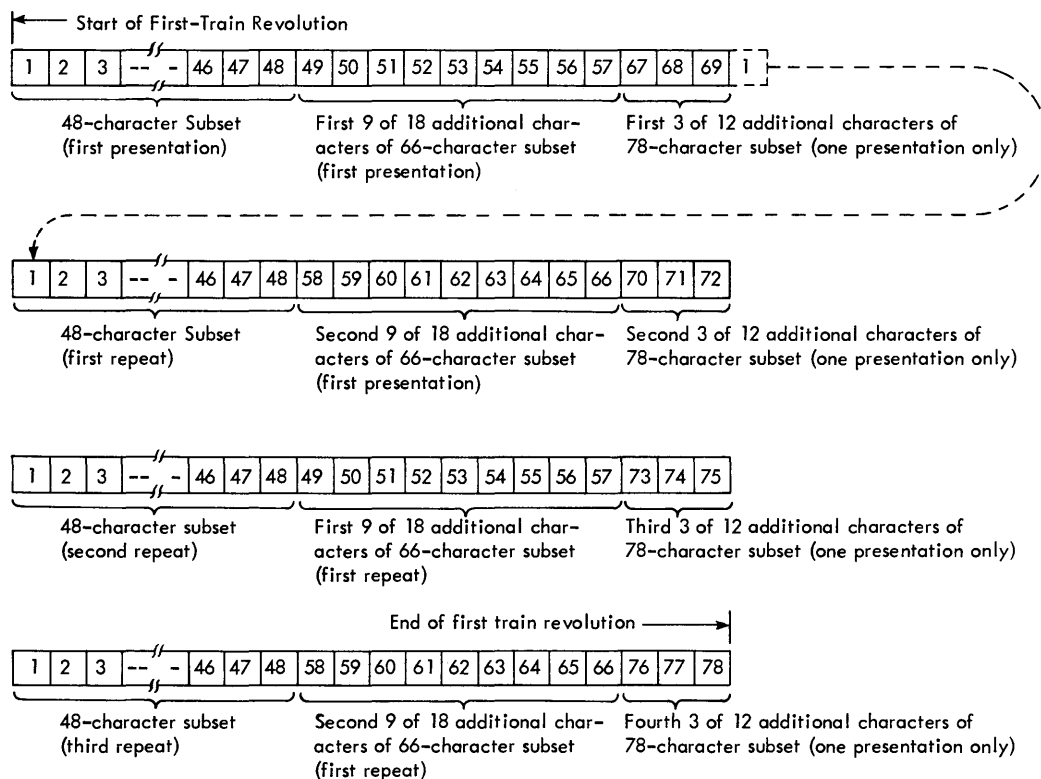 Start of First-Train Revolution
1 2 3 -- - 46 47 48 49 50 51 52 53 54 55 56 57 67 68 69 1
48-character Subset First 9 of 18 additional char- First 3 of 12 additional characters of
(first presentation) acters of 66-character subset 78-character subset (one presentation only)
(first presentation)
1 2 3 -- - 46 47 48 58 59 60 61 62 63 64 65 66 70 71 72
48-character Subset Second 9 of 18 additional char- Second 3 of 12 additional characters of
(first repeat) acters of 66-character subset 78-character subset (one presentation only)
(first presentation)
1 2 3 -- - 46 47 48 49 50 51 52 53 54 55 56 57 73 74 75
48-character subset First 9 of 18 additional char- Third 3 of 12 additional characters of
(second repeat) acters of 66-character subset 78-character subset (one presentation only)
(first repeat)
End of first train revolution
1 2 3 -- - 46 47 48 58 59 60 61 62 63 64 65 66 76 77 78
48-character subset Second 9 of 18 additional char- Fourth 3 of 12 additional characters of
(third repeat) acters of 66-character subset 78-character subset (one presentation only)
(first repeat)